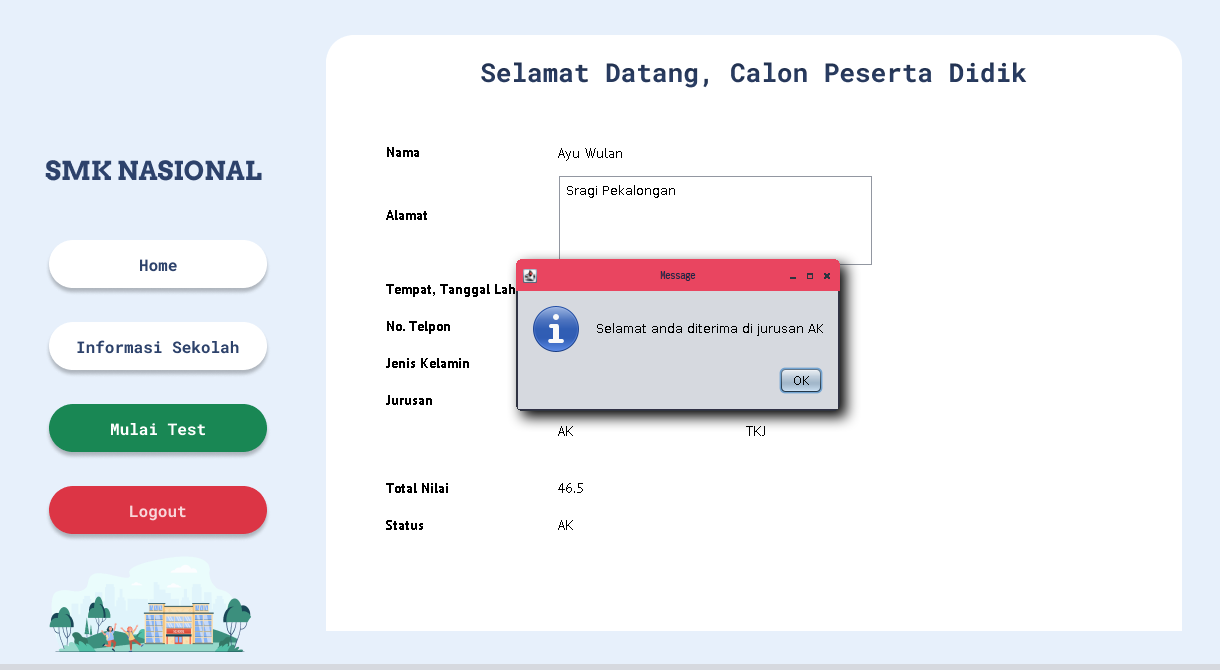 Selamat Datang, Calon Peserta Didik
SMK NASIONAL
Home
Informasi Sekolah
Mulai Test
Logout
Nama Ayu Wulan
Alamat Sragi Pekalongan
Tempat, Tanggal Lah
No. Telpon
Jenis Kelamin
Jurusan
AK TKJ
Total Nilai 46.5
Status AK
Message
Selamat anda diterima di jurusan AK
OK